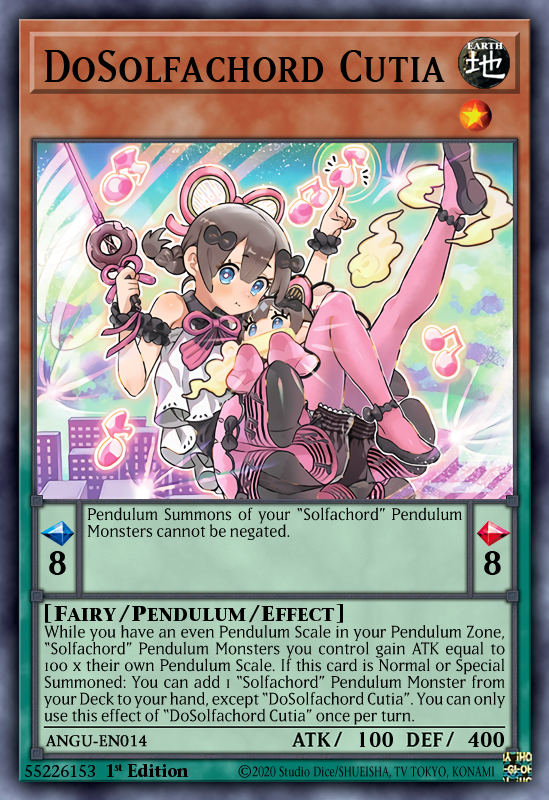 DoSolfachord Cutia
EARTH
地
Pendulum Summons of your "Solfachord" Pendulum
Monsters cannot be negated.
8
8
[Fairy/Pendulum/Effect]
While you have an even Pendulum Scale in your Pendulum Zone,
"Solfachord" Pendulum Monsters you control gain ATK equal to
100 x their own Pendulum Scale. If this card is Normal or Special
Summoned: You can add 1 "Solfachord" Pendulum Monster from
your Deck to your hand, except "DoSolfachord Cutia". You can only
use this effect of "DoSolfachord Cutia" once per turn.
ANGU-EN014
ATK/ 100 DEF/ 400
55226153 1st Edition
©2020 Studio Dice/SHUEISHA, TV TOKYO, KONAMI